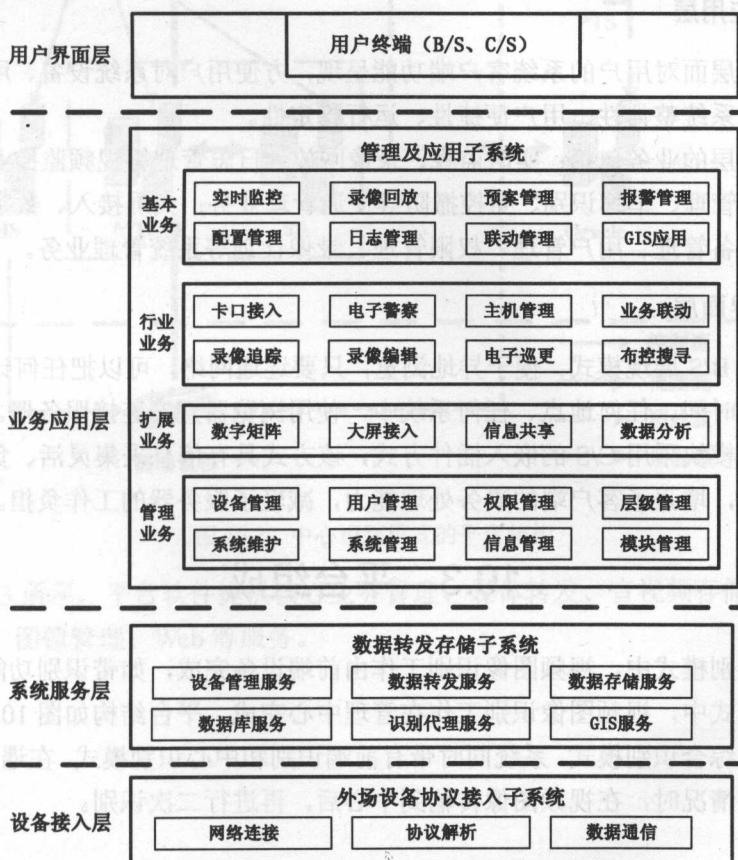 用户界面层
用户终端（B/S、C/S）
业务应用层
管理及应用子系统
基本业务
实时监控 录像回放 预案管理 报警管理
配置管理 日志管理 联动管理 GIS应用
行业业务
卡口接入 电子警察 主机管理 业务联动
录像追踪 录像编辑 电子巡更 布控搜寻
扩展业务
数字矩阵 大屏接入 信息共享 数据分析
管理业务
设备管理 用户管理 权限管理 层级管理
系统维护 系统管理 信息管理 模块管理
系统服务层
数据转发存储子系统
设备管理服务 数据转发服务 数据存储服务
数据库服务 识别代理服务 GIS服务
设备接入层
外场设备协议接入子系统
网络连接 协议解析 数据通信